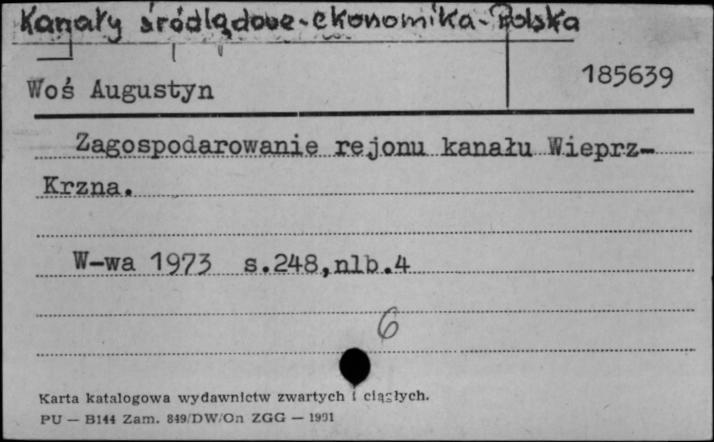 Kanały śródlądowe-ekonomika-Polska
185639
Woś Augustyn
Zagospodarowanie rejonu kanału Wieprz-
Krzna.
W-wa 1973 s.248,nlb.4
6
Karta katalogowa wydawnictw zwartych i ciągłych.
PU — B144 Zam. 849/DW/On ZGG — 1991